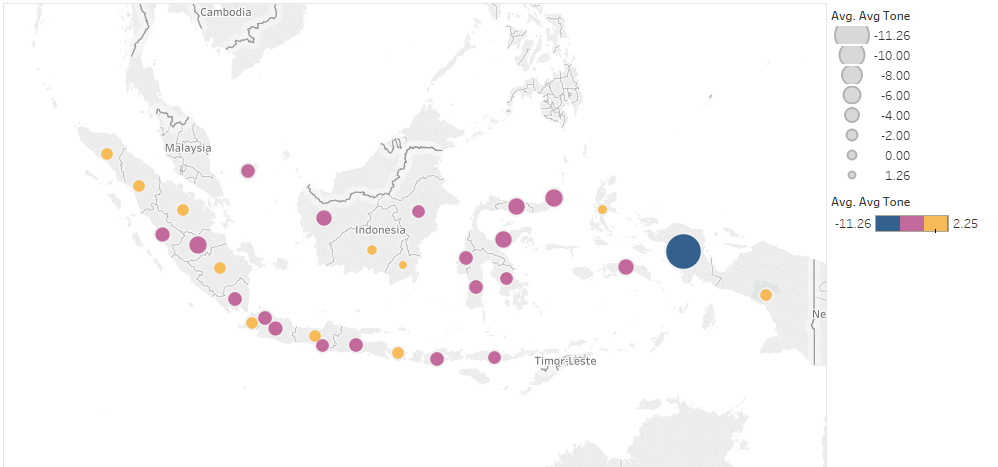 Cambodia
Malaysia
Indonesia
Timor-Leste
Ne
Avg. Avg Tone
-11.26
-10.00
-8.00
-6.00
-4.00
-2.00
0.00
1.26
Avg. Avg Tone
-11.26 2.25